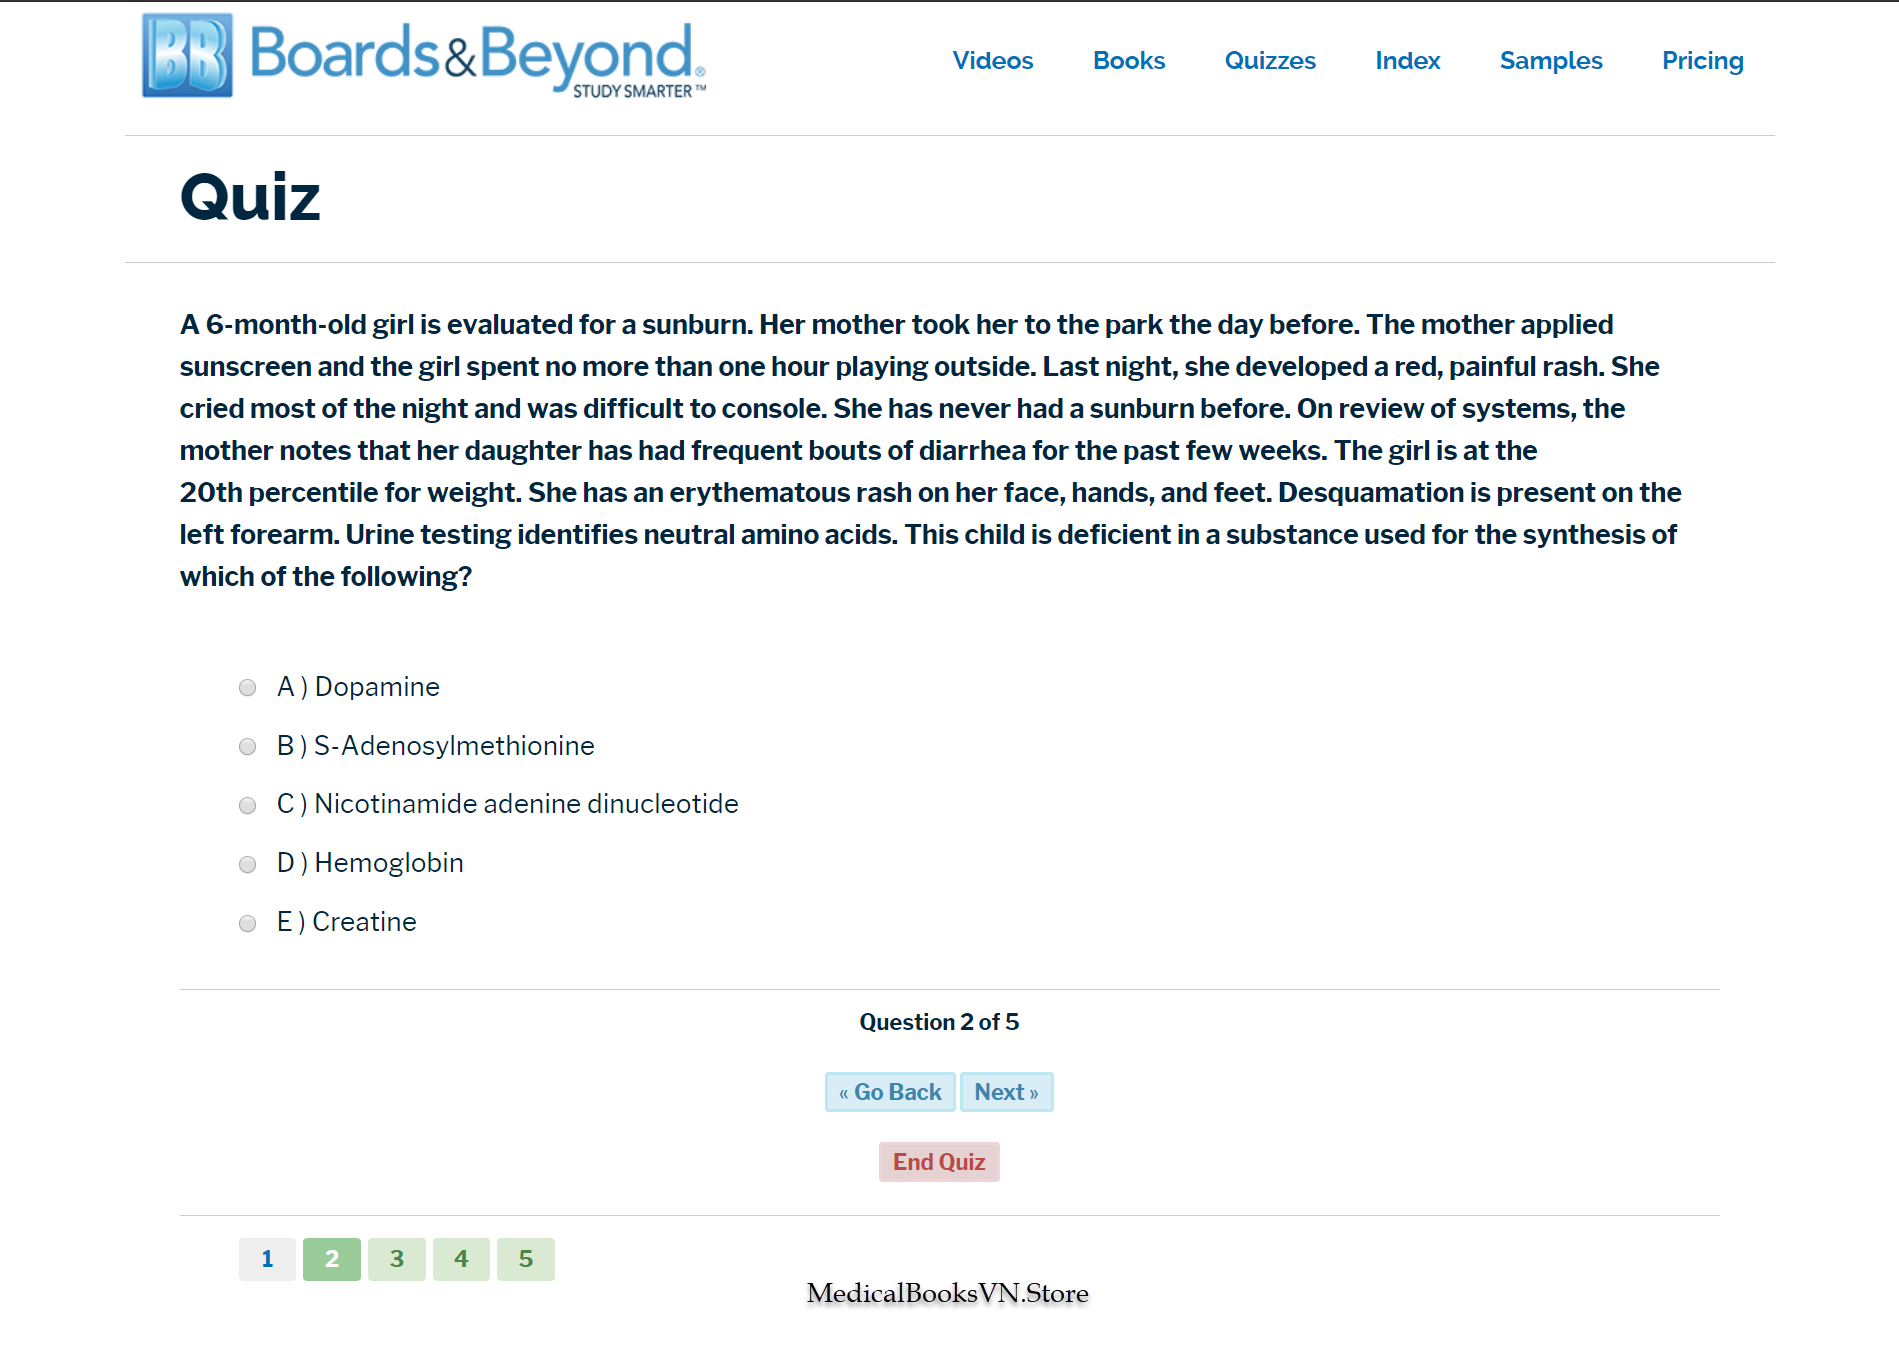 BB Boards&Beyond®
STUDY SMARTER™
Videos Books Quizzes Index Samples Pricing
Quiz
A 6-month-old girl is evaluated for a sunburn. Her mother took her to the park the day before. The mother applied
sunscreen and the girl spent no more than one hour playing outside. Last night, she developed a red, painful rash. She
cried most of the night and was difficult to console. She has never had a sunburn before. On review of systems, the
mother notes that her daughter has had frequent bouts of diarrhea for the past few weeks. The girl is at the
20th percentile for weight. She has an erythematous rash on her face, hands, and feet. Desquamation is present on the
left forearm. Urine testing identifies neutral amino acids. This child is deficient in a substance used for the synthesis of
which of the following?
A ) Dopamine
B ) S-Adenosylmethionine
C ) Nicotinamide adenine dinucleotide
D ) Hemoglobin
E ) Creatine
Question 2 of 5
« Go Back Next »
End Quiz
1 2 3 4 5
MedicalBooksVN.Store